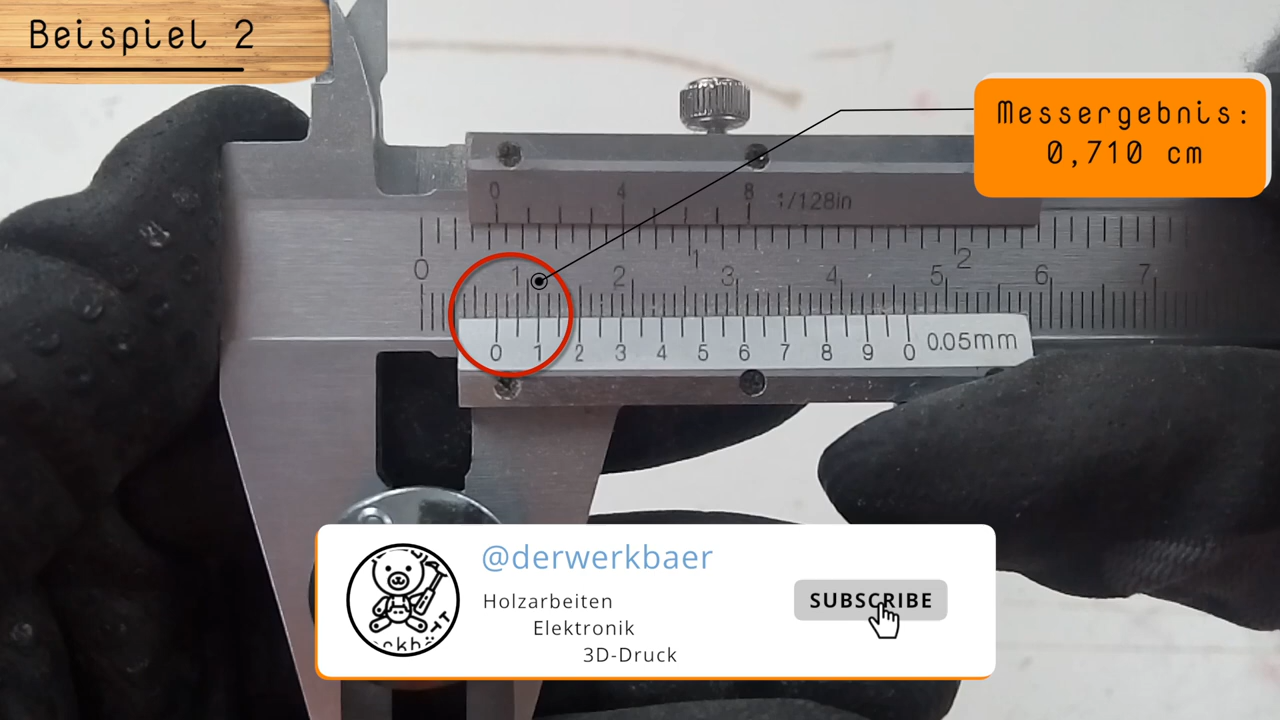 Beispiel 2
Messergebnis:
0,710 cm
0 4 8 1/128in
0 1 2
1 2 3 4 5 6 7
0 1 2 3 4 5 6 7 8 9 0 0.05mm
@derwerkbaer
Holzarbeiten
SUBSCRIBE
Elektronik
3D-Druck